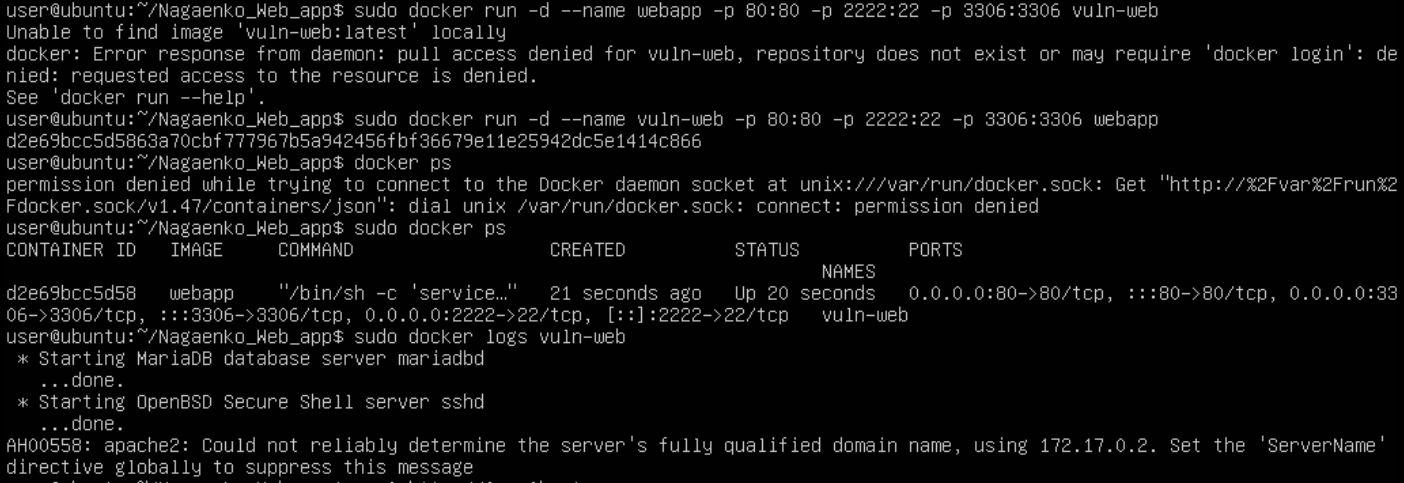 user@ubuntu:~/Nagaenko_Web_app$ sudo docker run -d --name webapp -p 80:80 -p 2222:22 -p 3306:3306 vuln-web
Unable to find image 'vuln-web:latest' locally
docker: Error response from daemon: pull access denied for vuln-web, repository does not exist or may require 'docker login': de
nied: requested access to the resource is denied.
See 'docker run --help'.
user@ubuntu:~/Nagaenko_Web_app$ sudo docker run -d --name vuln-web -p 80:80 -p 2222:22 -p 3306:3306 webapp
d2e69bcc5d5863a70cbf777967b5a942456fbf36679e11e25942dc5e1414c866
user@ubuntu:~/Nagaenko_Web_app$ docker ps
permission denied while trying to connect to the Docker daemon socket at unix:///var/run/docker.sock: Get "http://%2Fvar%2Frun%2
Fdocker.sock/v1.47/containers/json": dial unix /var/run/docker.sock: connect: permission denied
user@ubuntu:~/Nagaenko_Web_app$ sudo docker ps
CONTAINER ID   IMAGE     COMMAND                  CREATED          STATUS          PORTS
NAMES
d2e69bcc5d58   webapp    "/bin/sh -c 'service…"   21 seconds ago   Up 20 seconds   0.0.0.0:80->80/tcp, :::80->80/tcp, 0.0.0.0:33
06->3306/tcp, :::3306->3306/tcp, 0.0.0.0:2222->22/tcp, [::]:2222->22/tcp   vuln-web
user@ubuntu:~/Nagaenko_Web_app$ sudo docker logs vuln-web
 * Starting MariaDB database server mariadbd
   ...done.
 * Starting OpenBSD Secure Shell server sshd
   ...done.
AH00558: apache2: Could not reliably determine the server's fully qualified domain name, using 172.17.0.2. Set the 'ServerName'
directive globally to suppress this message